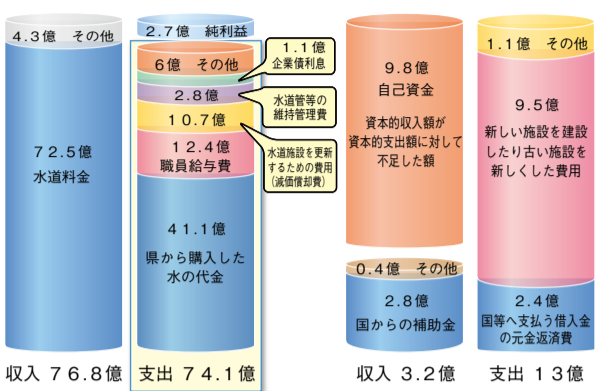 4.3億 その他
72.5億
水道料金
収入 76.8億
2.7億 純利益
6億 その他
1.1億
企業債利息
2.8億
水道管等の
維持管理費
10.7億
水道施設を更新
するための費用
(減価償却費)
12.4億
職員給与費
41.1億
県から購入した
水の代金
支出 74.1億
9.8億
自己資金
資本的収入額が
資本的支出額に対して
不足した額
0.4億 その他
2.8億
国からの補助金
収入 3.2億
1.1億 その他
9.5億
新しい施設を建設
したり古い施設を
新しくした費用
2.4億
国等へ支払う借入金
の元金返済費
支出 13億